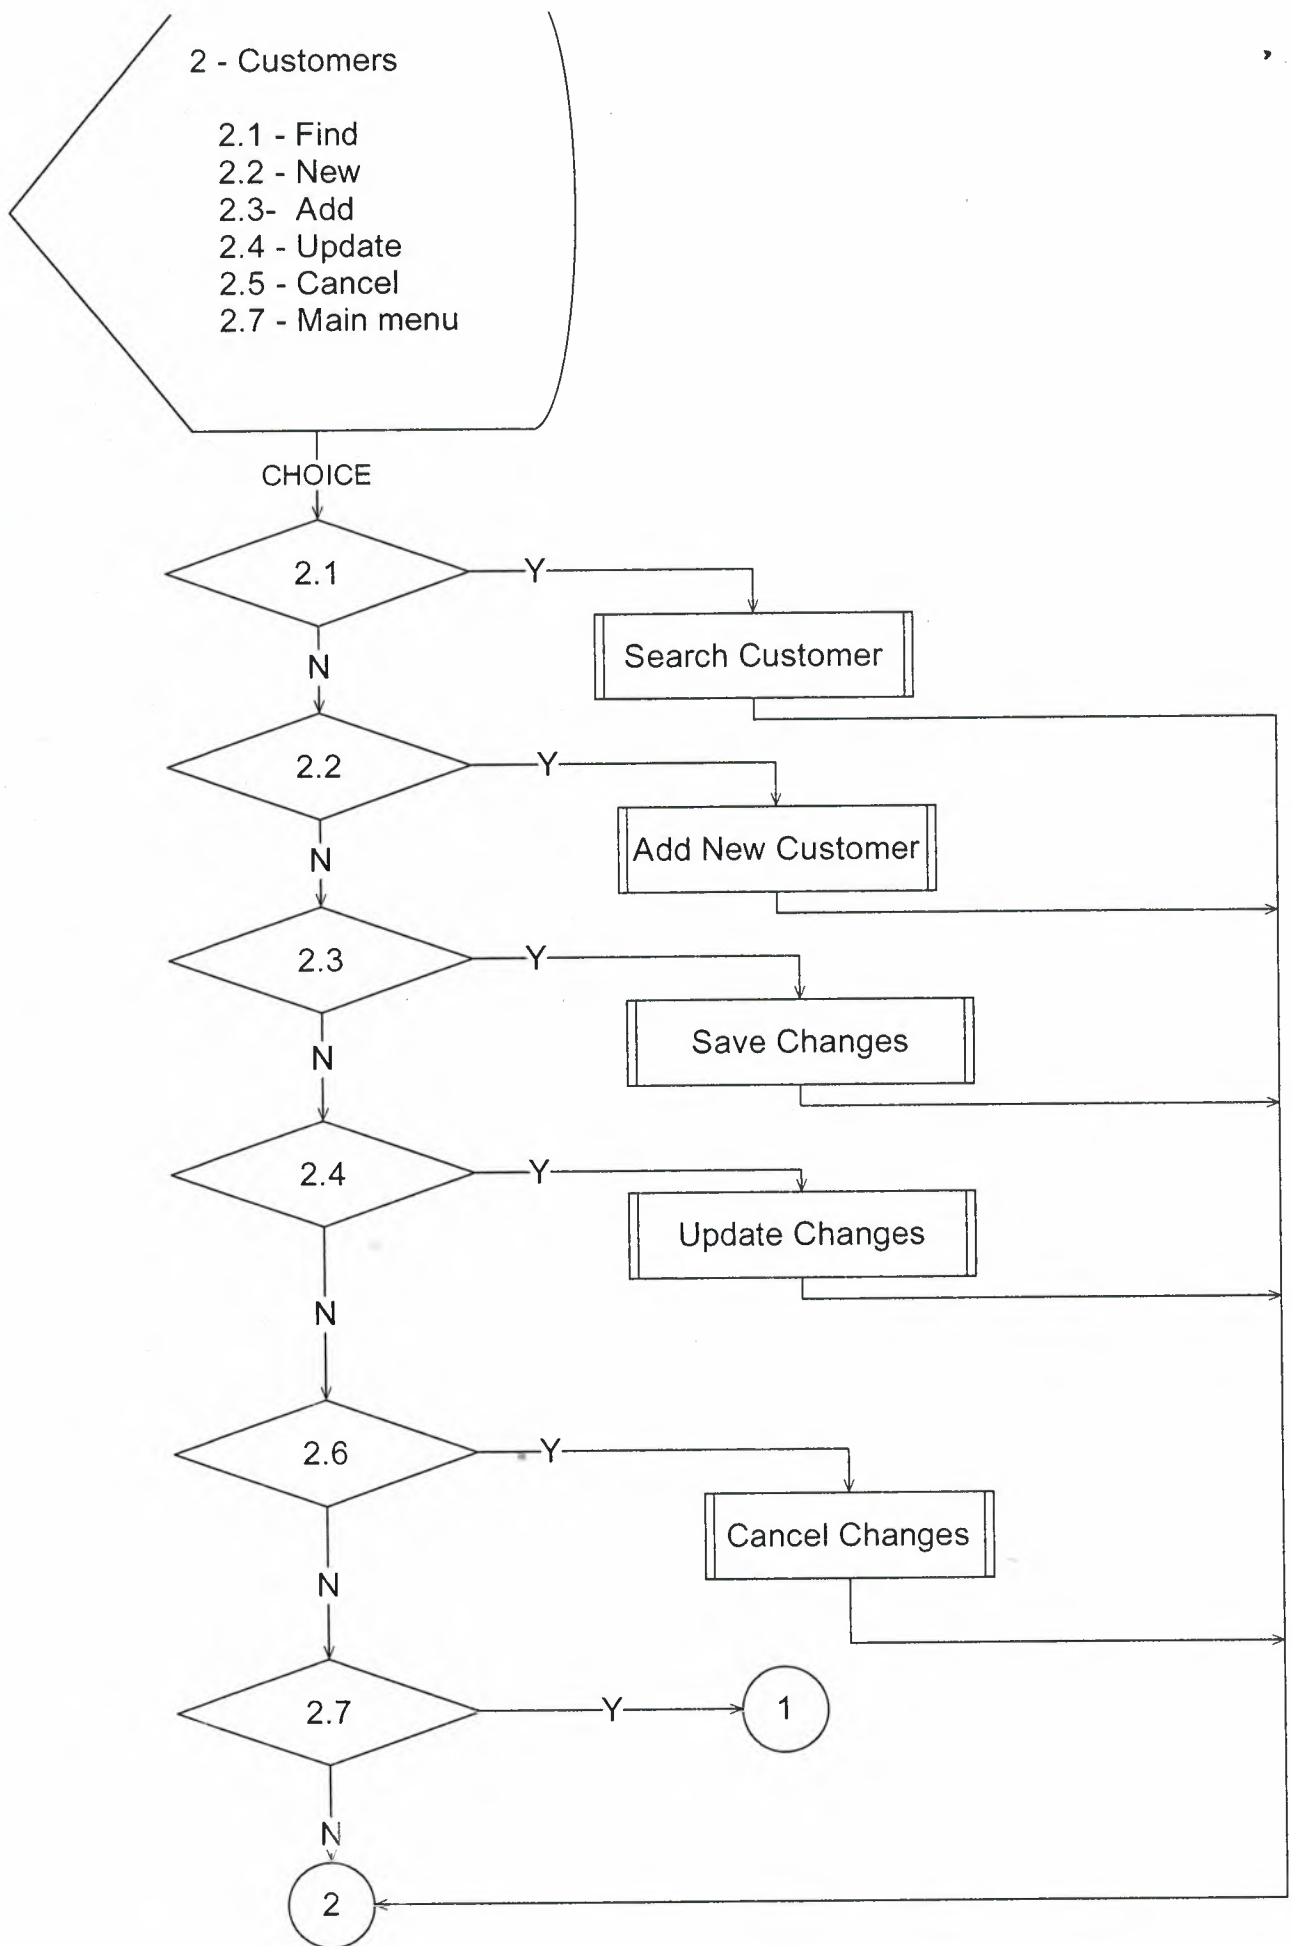 2 - Customers
2.1 - Find
2.2 - New
2.3- Add
2.4 - Update
2.5 - Cancel
2.7 - Main menu
CHOICE
2.1
Y
Search Customer
N
2.2
Y
Add New Customer
N
2.3
Y
Save Changes
N
2.4
Y
Update Changes
N
2.6
Y
Cancel Changes
N
2.7
Y
1
N
2